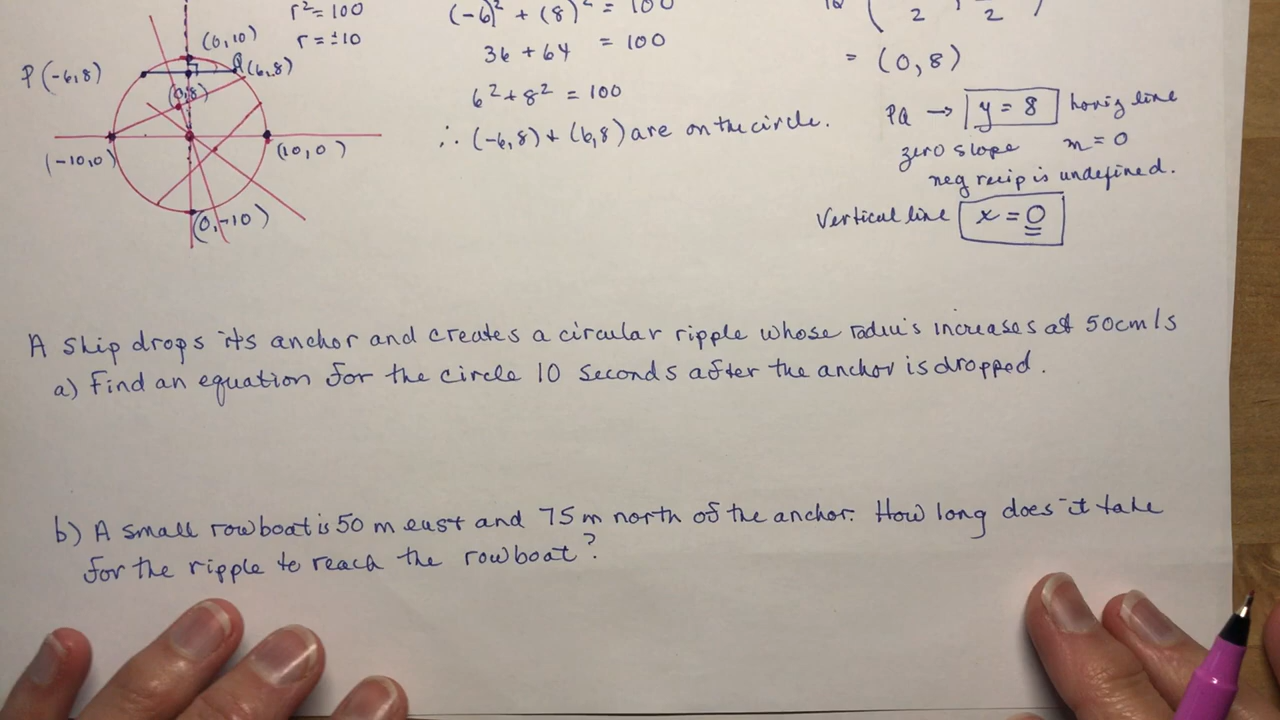 r² = 100
r = ±10
(0,10)
P(-6,8)
Q(6,8)
(0,8)
(-10,0)
(10,0)
(0,-10)
(-6)² + (8)² = 100
36 + 64 = 100
6² + 8² = 100
∴ (-6,8) + (6,8) are on the circle.
2 , 2
= (0,8)
PQ → y = 8 horiz line
zero slope m = 0
neg recip is undefined.
Vertical line x = 0
A ship drops its anchor and creates a circular ripple whose radius increases at 50cm/s
a) Find an equation for the circle 10 seconds after the anchor is dropped.
b) A small rowboat is 50 m east and 75 m north of the anchor. How long does it take
for the ripple to reach the rowboat?